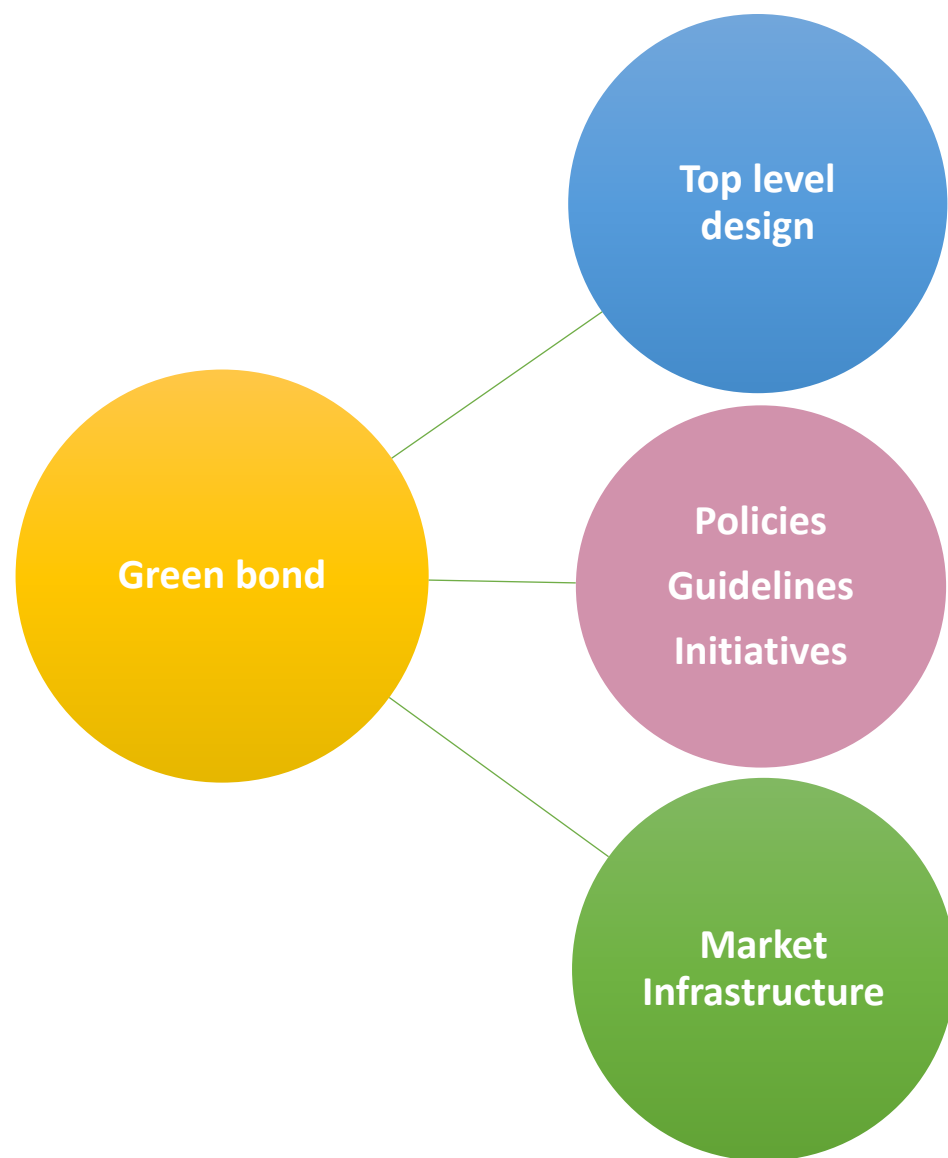 Top level
design
Green bond
Policies
Guidelines
Initiatives
Market
Infrastructure